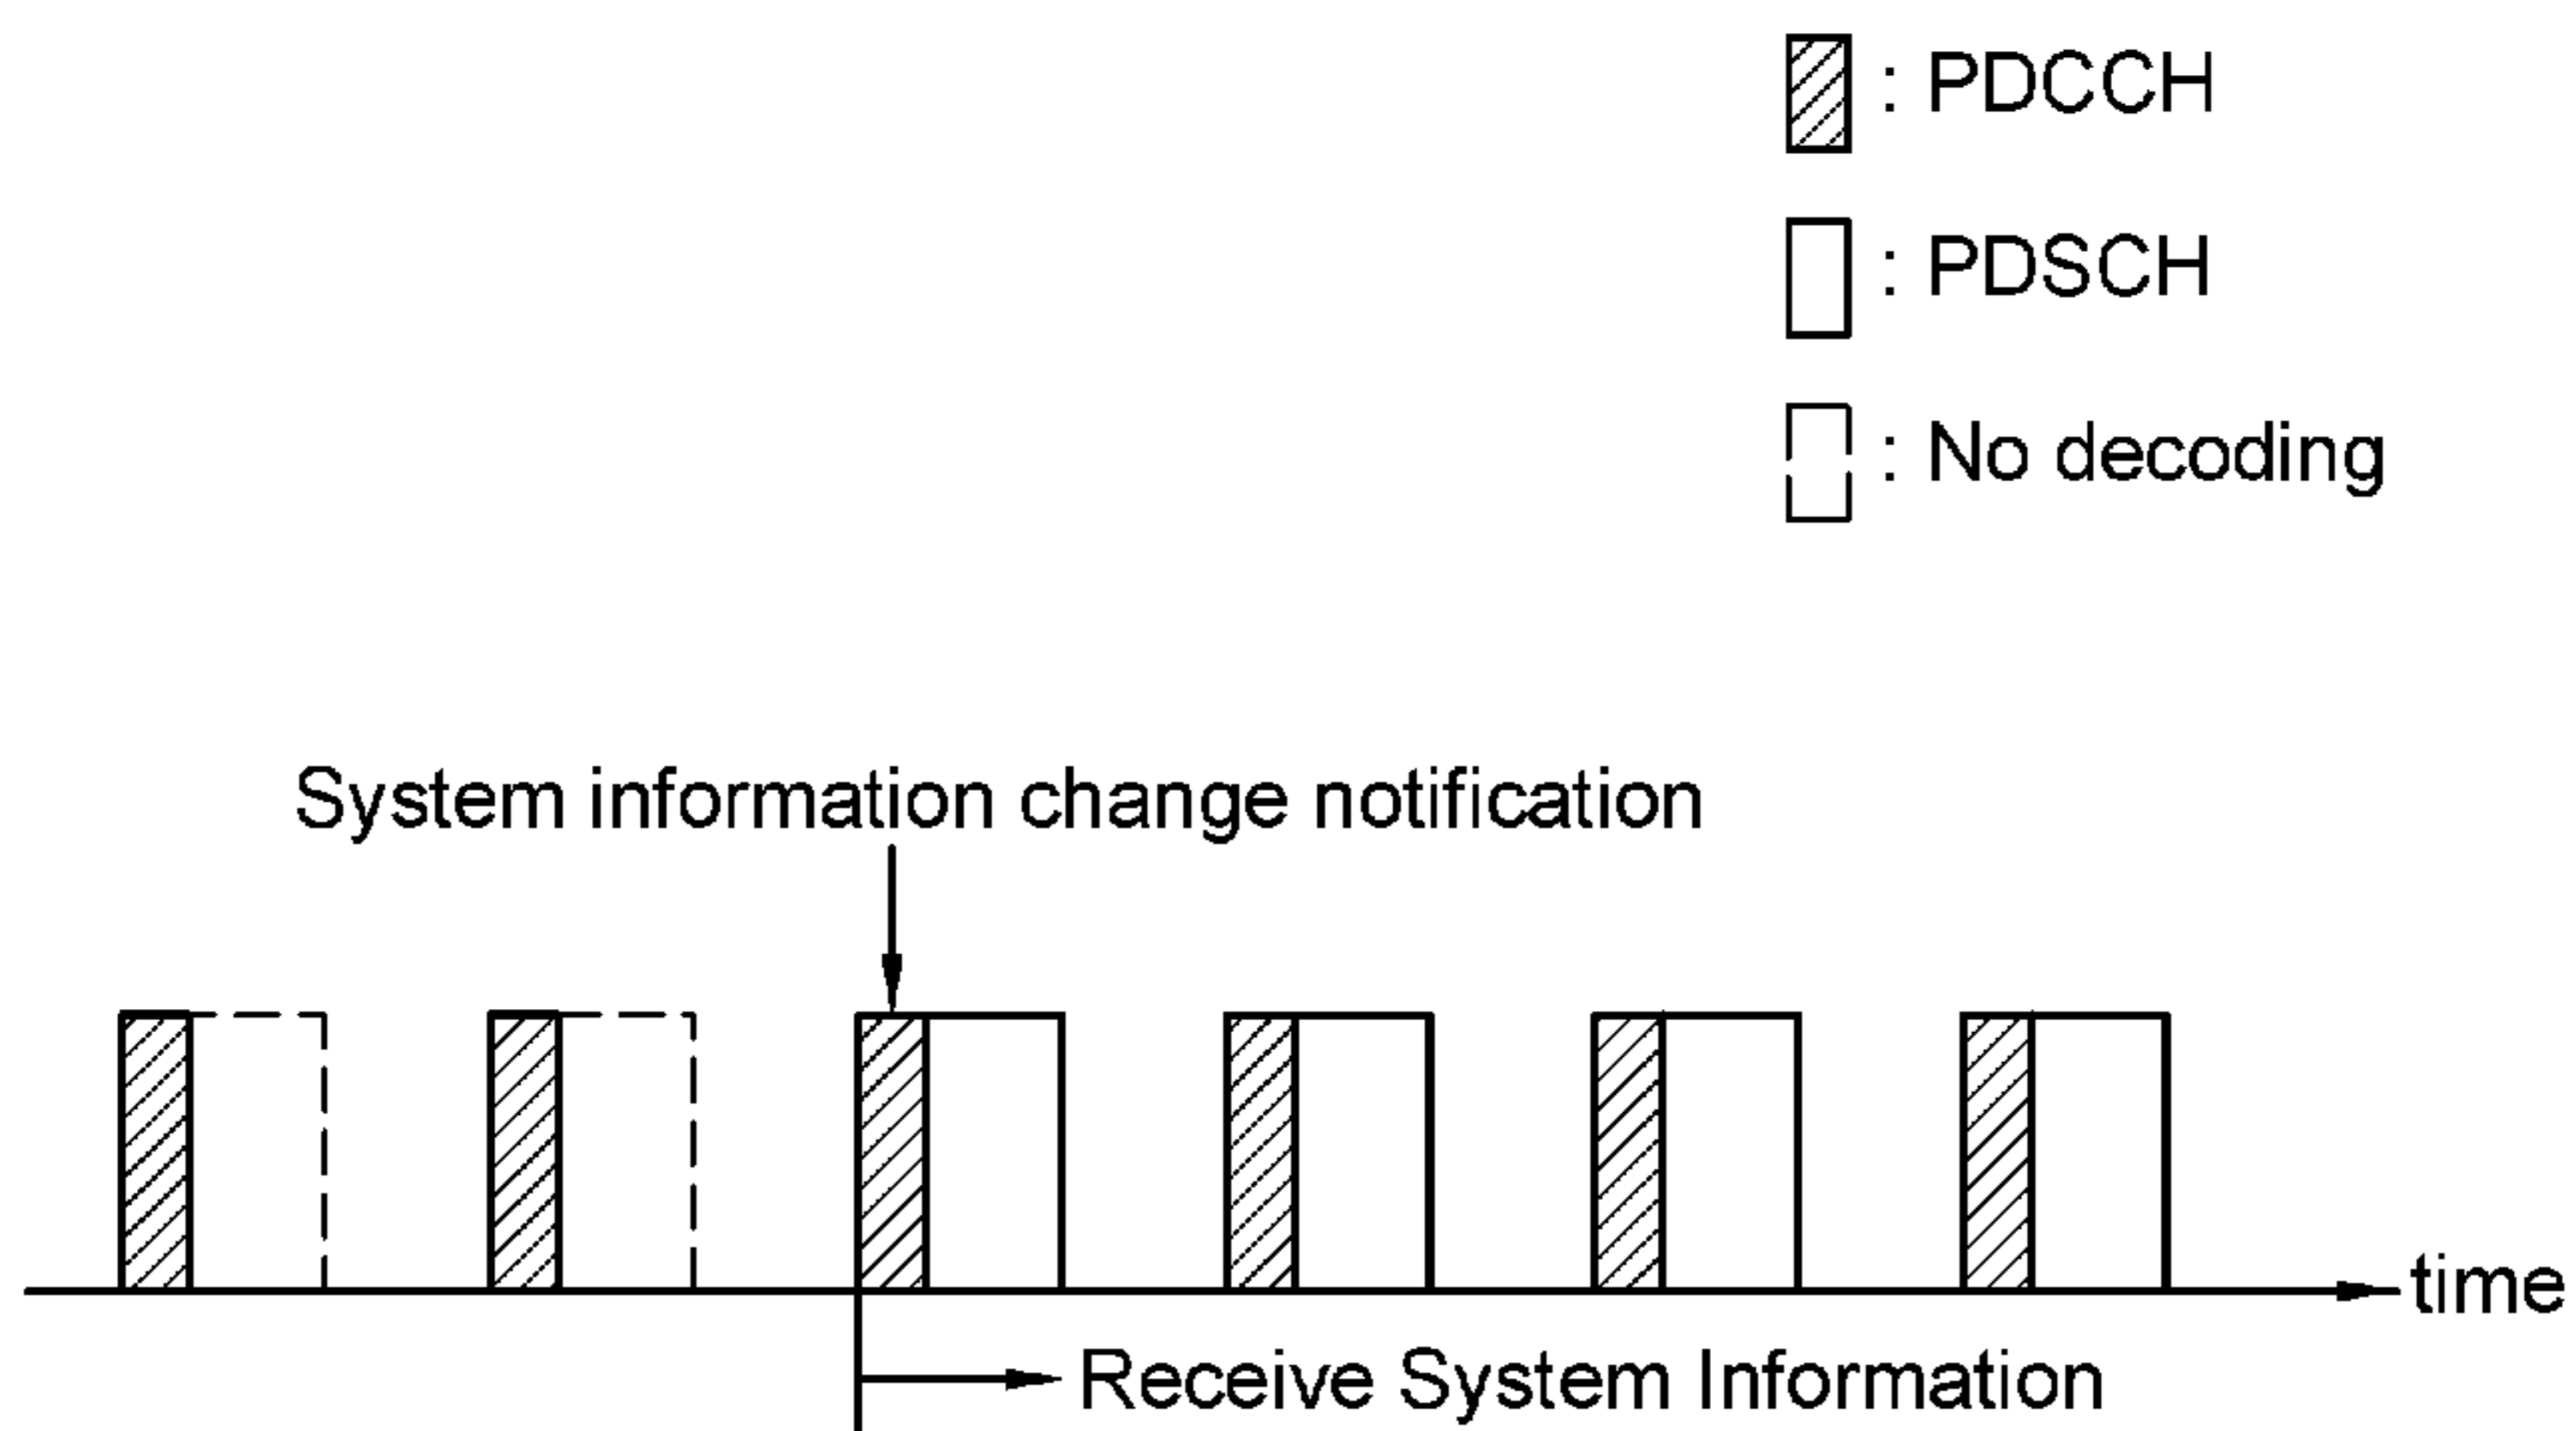 : PDCCH
: PDSCH
: No decoding
System information change notification
time
Receive System Information